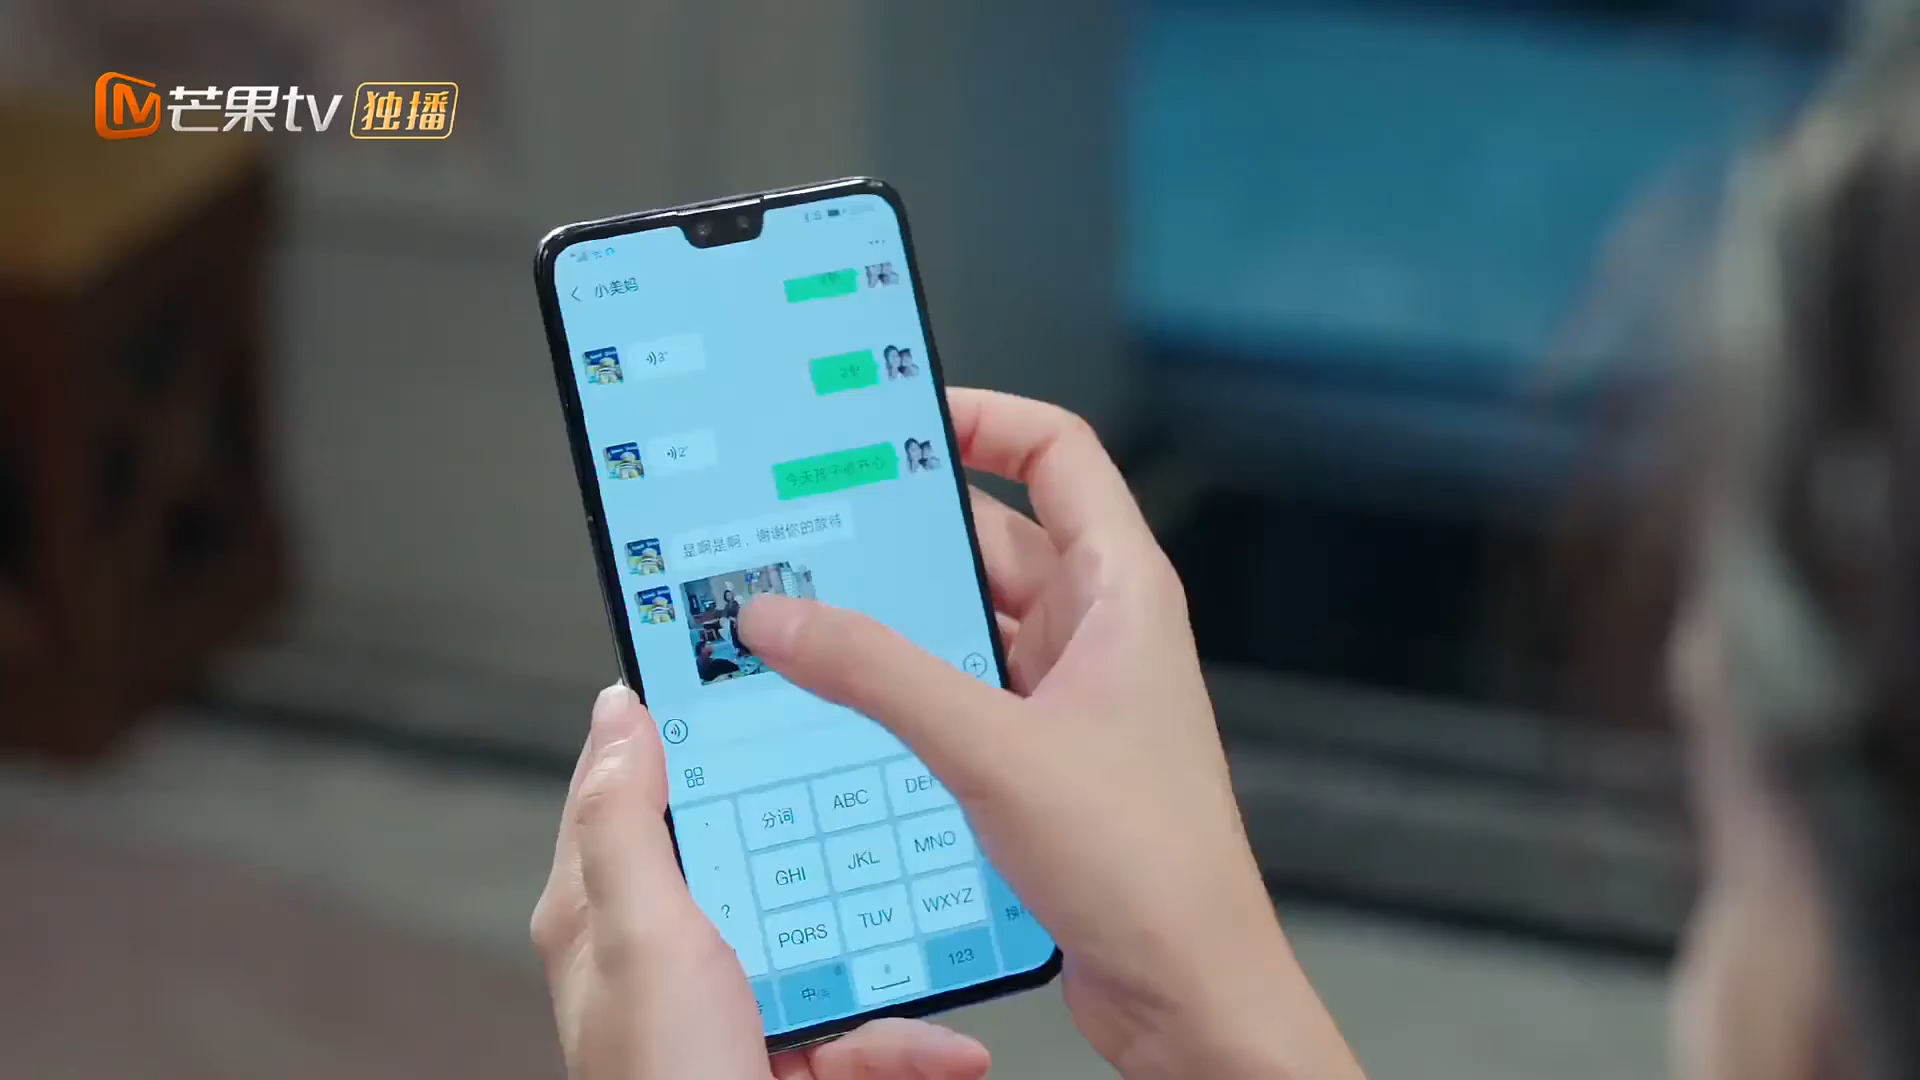 芒果tv 独播
小美妈
3"
2"
今天孩子很开心
是啊是啊，谢谢你的款待
分词
ABC
GHI
JKL
MNO
?
PQRS
TUV
WXYZ
中
123